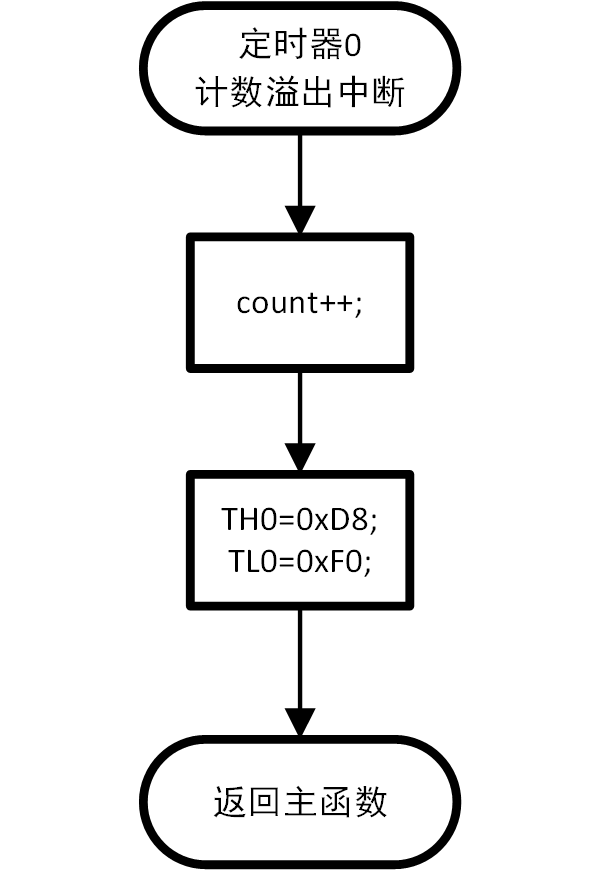 定时器0
计数溢出中断
count++;
TH0=0xD8;
TL0=0xF0;
返回主函数